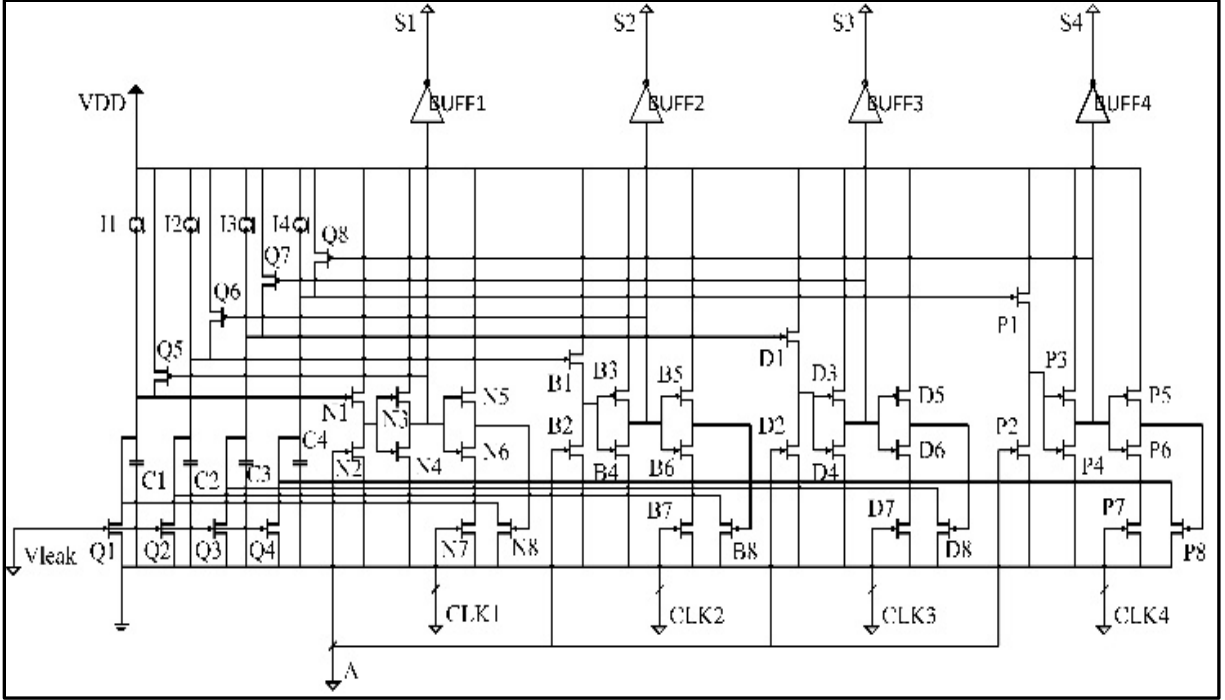 S1
S2
S3
S4
VDD
BUFF1
BUFF2
BUFF3
BUFF4
I1
I2
I3
I4
Q8
Q7
Q6
Q5
P1
D1
B1
B3
B5
D3
D5
P3
P5
N1
N3
N5
C4
B2
D2
P2
C1
C2
C3
N2
N4
N6
B4
B6
D4
D6
P4
P6
Vleak
Q1
Q2
Q3
Q4
N7
N8
B7
B8
D7
D8
P7
P8
CLK1
CLK2
CLK3
CLK4
A